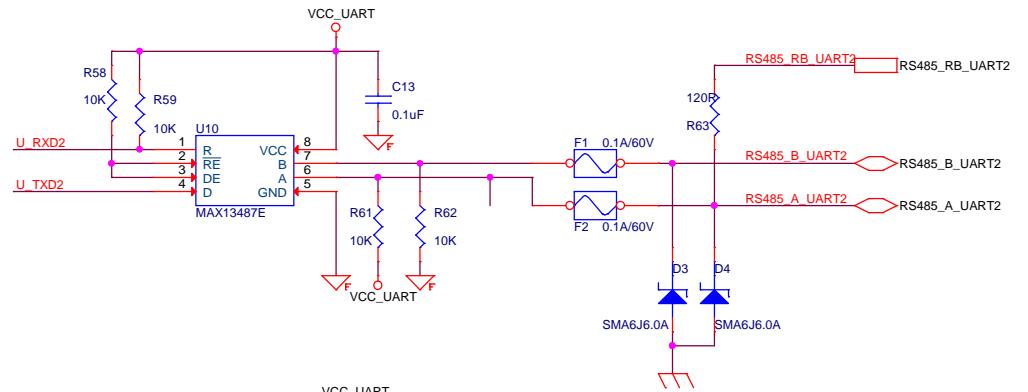 VCC_UART
R58
10K
R59
10K
C13
0.1uF
U_RXD2
U_TXD2
U10
1
2
3
4
R
RE
DE
D
VCC
B
A
GND
8
7
6
5
MAX13487E
F
R61
10K
R62
10K
F
F
VCC_UART
F1 0.1A/60V
F2 0.1A/60V
120R
R63
RS485_RB_UART2
RS485_RB_UART2
RS485_B_UART2
RS485_B_UART2
RS485_A_UART2
RS485_A_UART2
D3
D4
SMA6J6.0A
SMA6J6.0A
VCC_UART